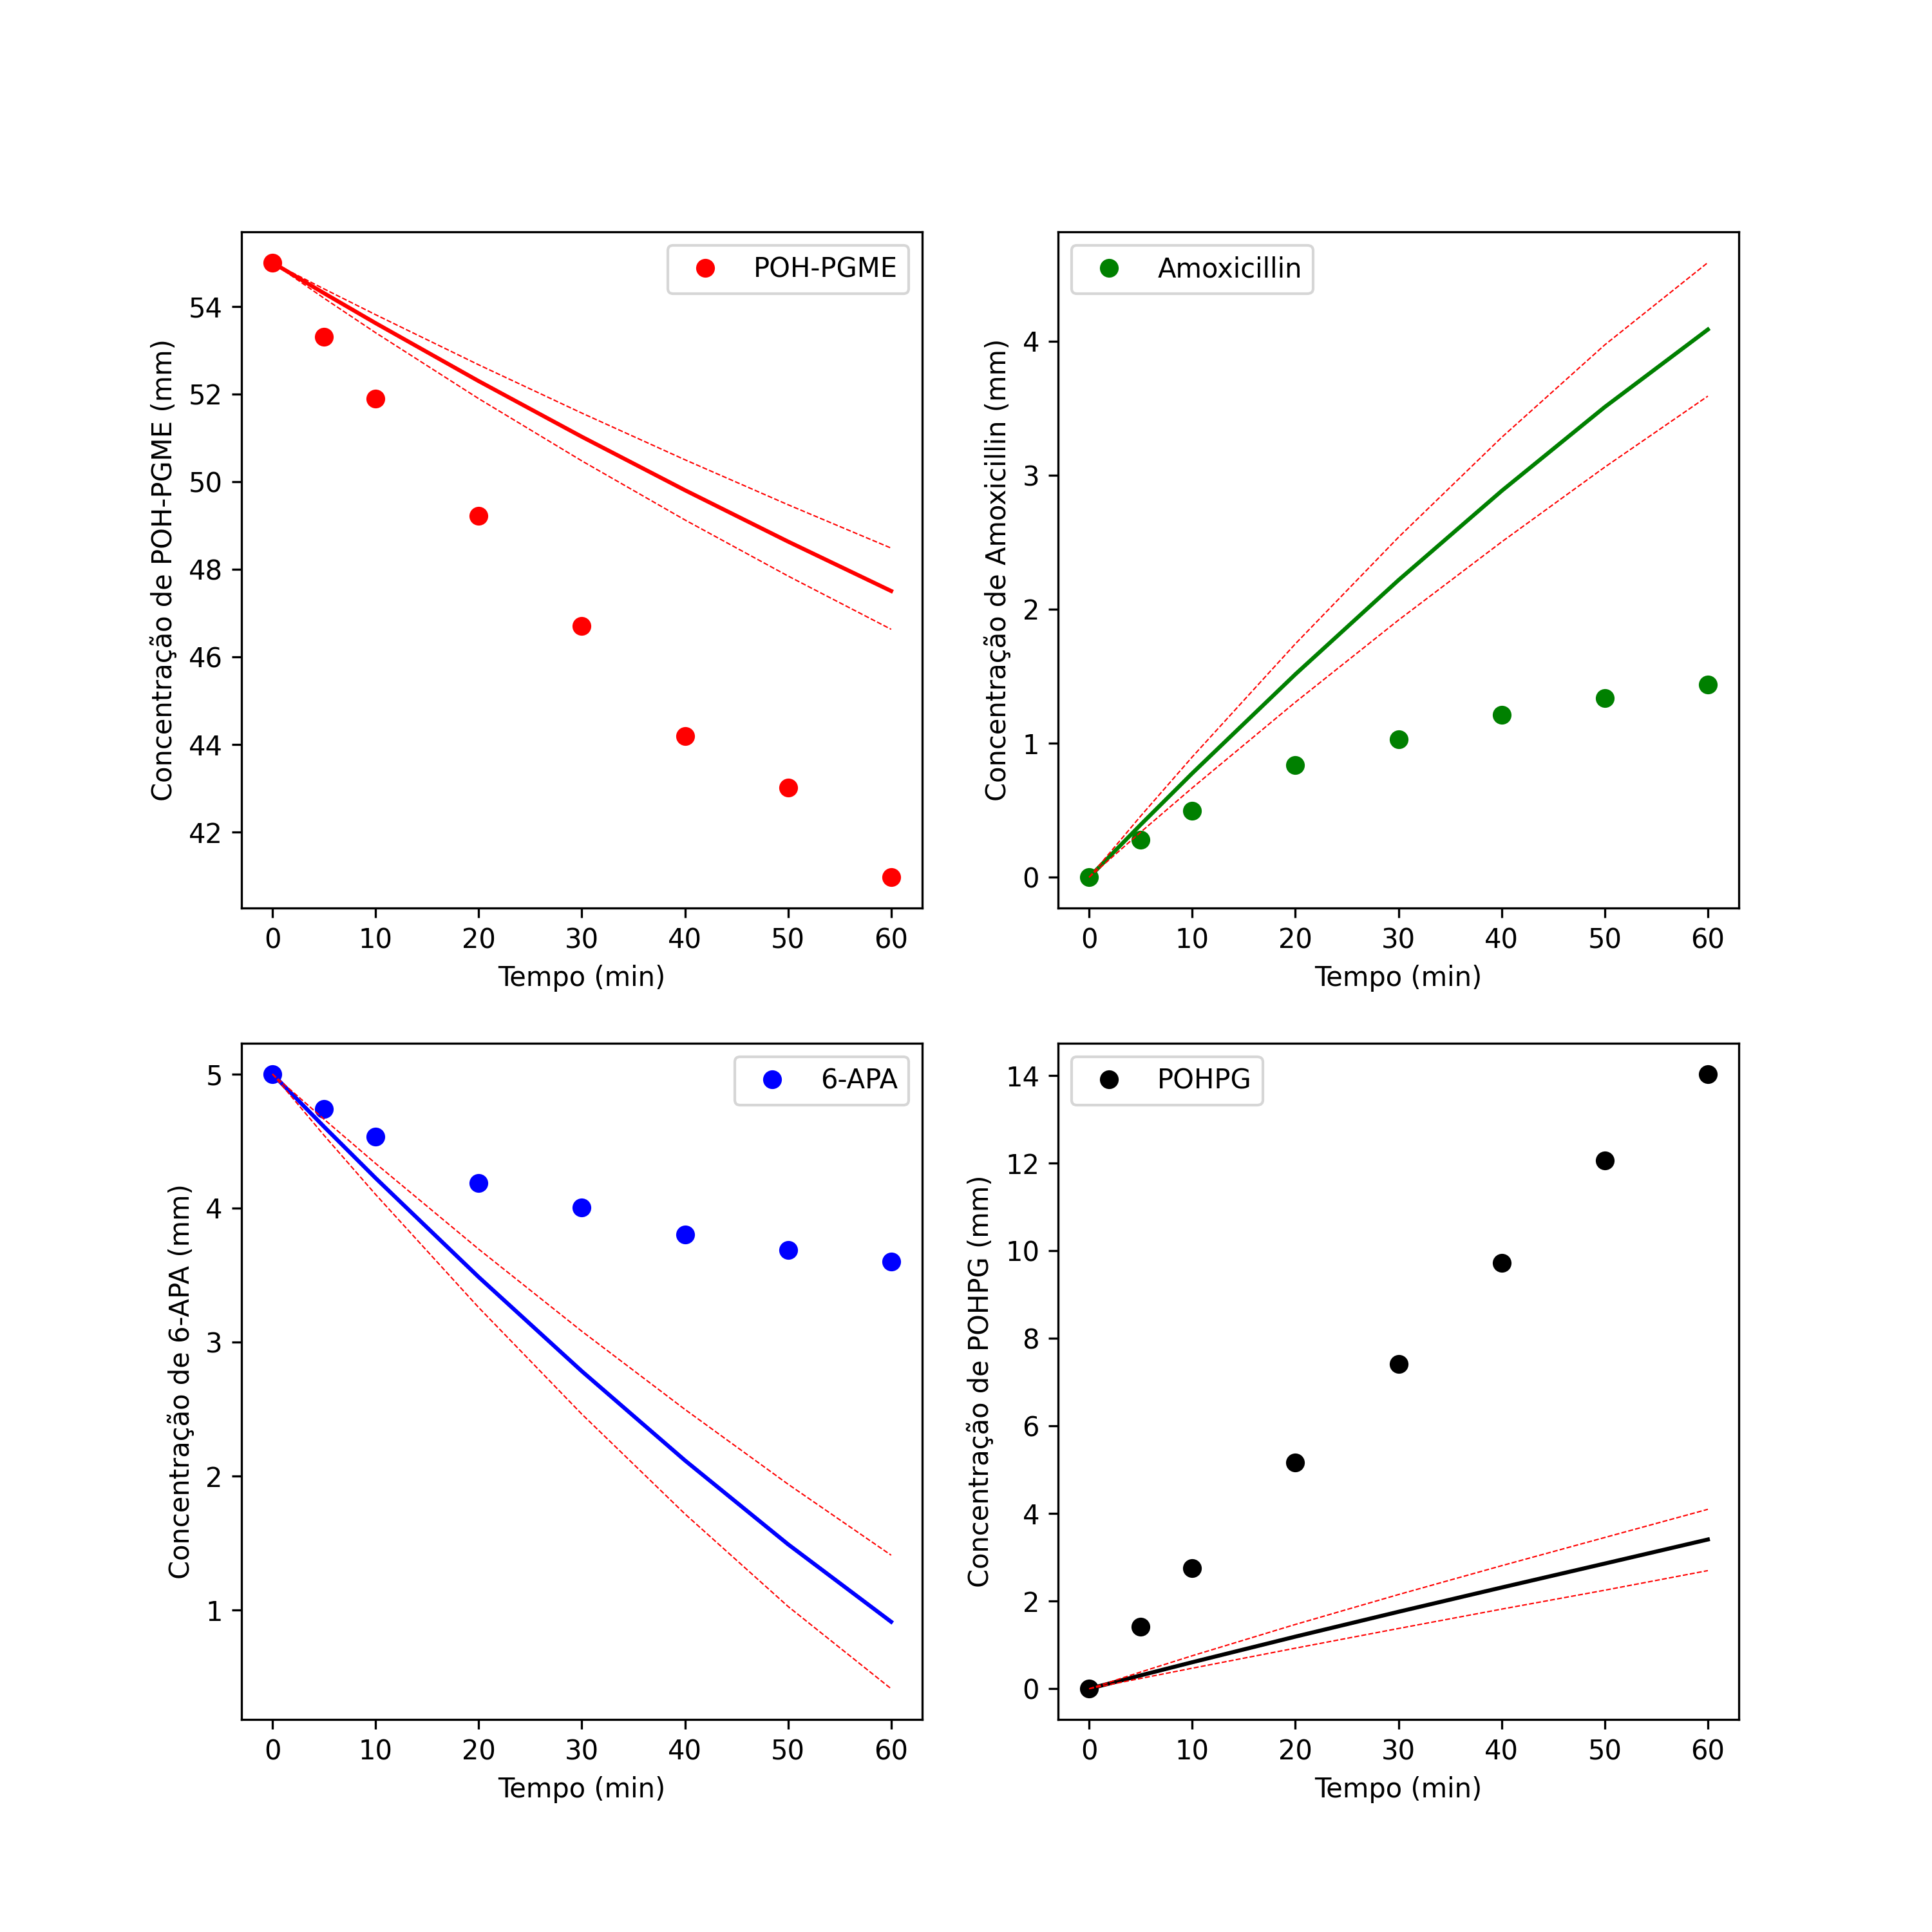 POH-PGME
Concentração de POH-PGME (mm)
54
52
50
48
46
44
42
0 10 20 30 40 50 60
Tempo (min)
Amoxicillin
Concentração de Amoxicillin (mm)
4
3
2
1
0
0 10 20 30 40 50 60
Tempo (min)
6-APA
Concentração de 6-APA (mm)
5
4
3
2
1
0 10 20 30 40 50 60
Tempo (min)
POHPG
Concentração de POHPG (mm)
14
12
10
8
6
4
2
0
0 10 20 30 40 50 60
Tempo (min)